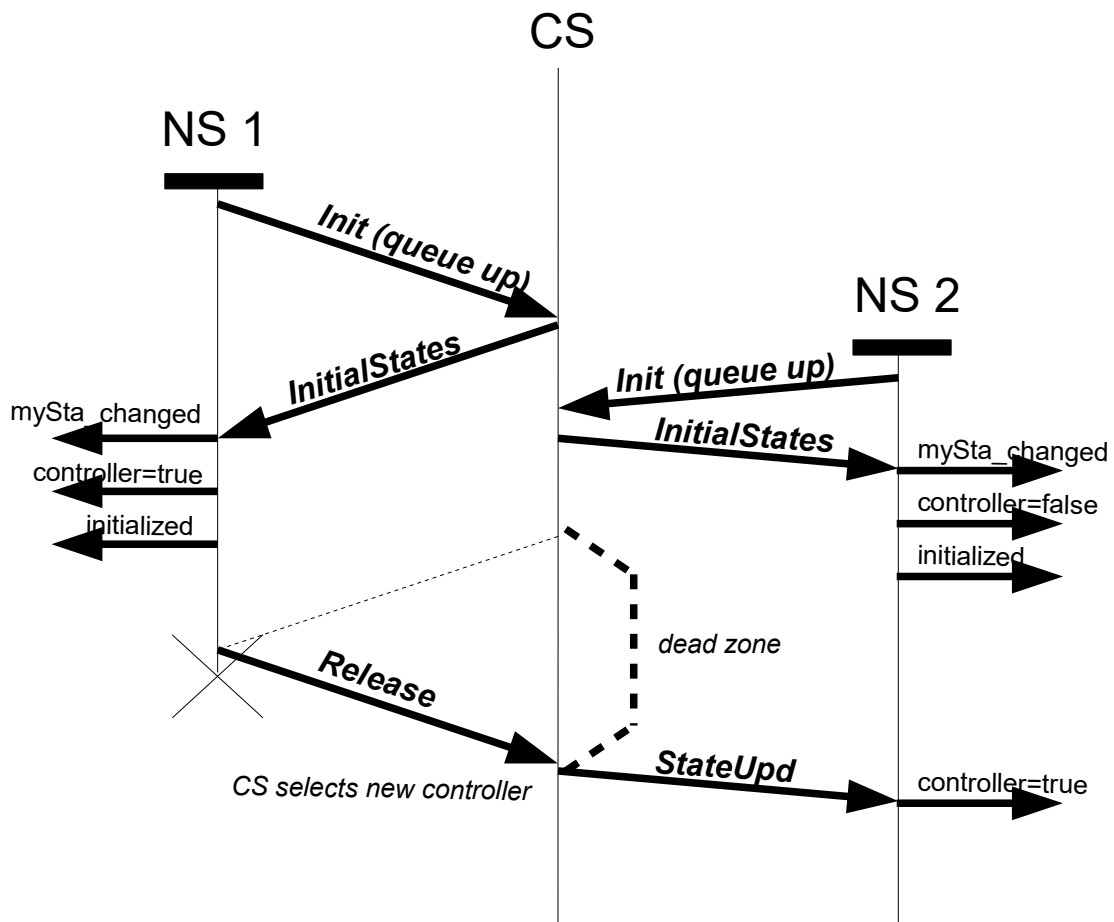 CS
NS 1
Init (queue up)
NS 2
InitialStates
Init (queue up)
mySta_changed
InitialStates
mySta_changed
controller=true
controller=false
initialized
initialized
dead zone
Release
StateUpd
CS selects new controller
controller=true